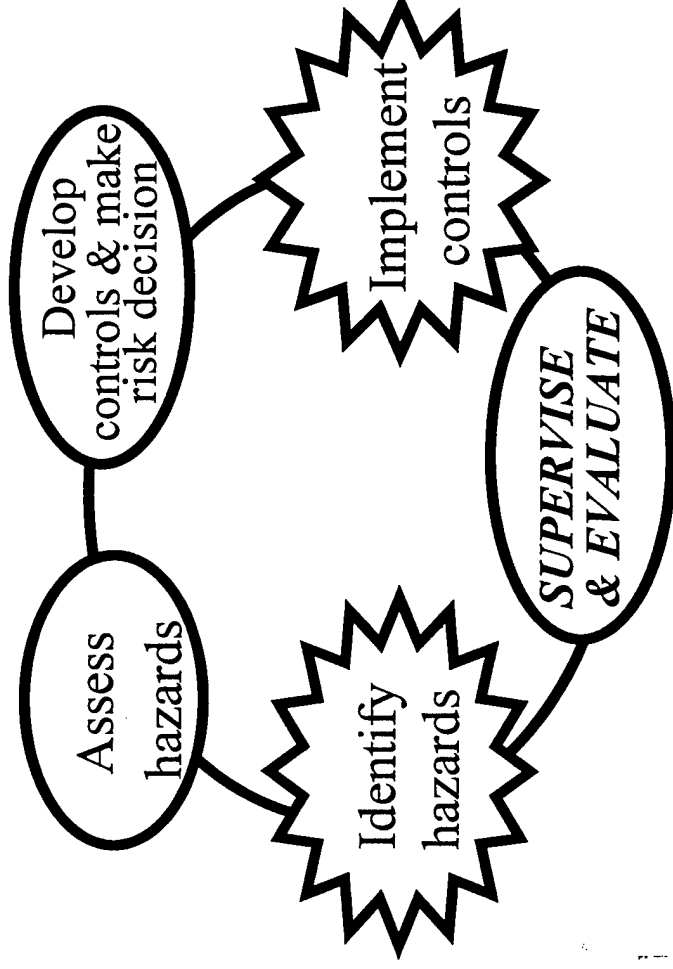 Assess
hazards
Develop
controls & make
risk decision
Identify
hazards
Implement
controls
SUPERVISE
& EVALUATE